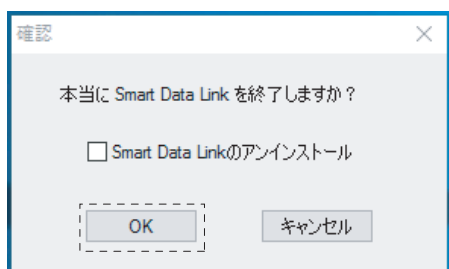 確認
本当に Smart Data Link を終了しますか？
Smart Data Linkのアンインストール
OK
キャンセル